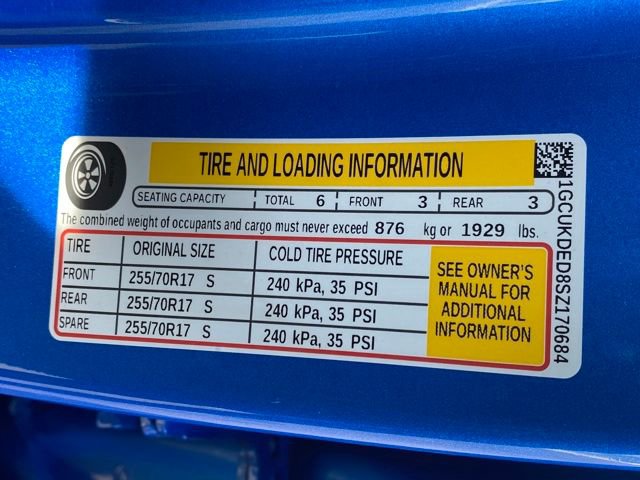 TIRE AND LOADING INFORMATION
SEATING CAPACITY TOTAL 6 FRONT 3 REAR 3
The combined weight of occupants and cargo must never exceed 876 kg or 1929 lbs.
TIRE ORIGINAL SIZE COLD TIRE PRESSURE
FRONT 255/70R17 S 240 kPa, 35 PSI
REAR 255/70R17 S 240 kPa, 35 PSI
SPARE 255/70R17 S 240 kPa, 35 PSI
SEE OWNER'S
MANUAL FOR
ADDITIONAL
INFORMATION
1GCUKDED3SZ170684